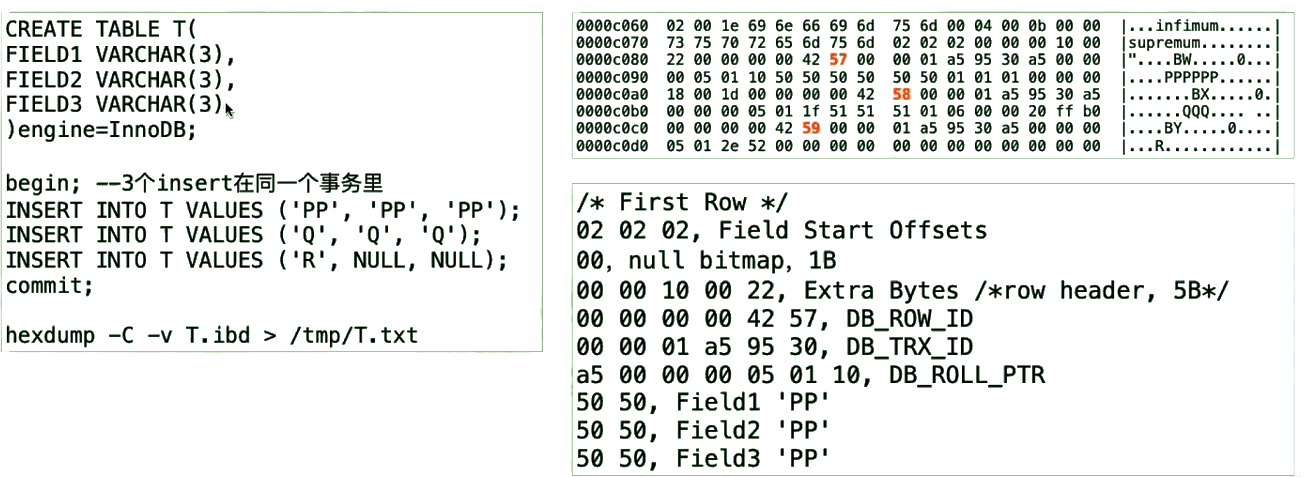 CREATE TABLE T(
FIELD1 VARCHAR(3),
FIELD2 VARCHAR(3),
FIELD3 VARCHAR(3)
)engine=InnoDB;
begin; --3个insert在同一个事务里
INSERT INTO T VALUES ('PP', 'PP', 'PP');
INSERT INTO T VALUES ('Q', 'Q', 'Q');
INSERT INTO T VALUES ('R', NULL, NULL);
commit;
hexdump -C -v T.ibd > /tmp/T.txt
0000c060 02 00 1e 69 6e 66 69 6d 75 6d 00 04 00 0b 00 00 |...infimum......|
0000c070 73 75 70 72 65 6d 75 6d 02 02 02 00 00 00 10 00 |supremum........|
0000c080 22 00 00 00 00 42 57 00 00 01 a5 95 30 a5 00 00 |"....BW.....0...|
0000c090 00 05 01 10 50 50 50 50 50 50 01 01 01 00 00 00 |....PPPPPP......|
0000c0a0 18 00 1d 00 00 00 00 42 58 00 00 01 a5 95 30 a5 |.......BX.....0.|
0000c0b0 00 00 00 05 01 1f 51 51 51 01 06 00 00 20 ff b0 |......QQQ.... ..|
0000c0c0 00 00 00 00 42 59 00 00 01 a5 95 30 a5 00 00 00 |....BY.....0....|
0000c0d0 05 01 2e 52 00 00 00 00 00 00 00 00 00 00 00 00 |...R............|
/* First Row */
02 02 02, Field Start Offsets
00, null bitmap, 1B
00 00 10 00 22, Extra Bytes /*row header, 5B*/
00 00 00 00 42 57, DB_ROW_ID
00 00 01 a5 95 30, DB_TRX_ID
a5 00 00 00 05 01 10, DB_ROLL_PTR
50 50, Field1 'PP'
50 50, Field2 'PP'
50 50, Field3 'PP'